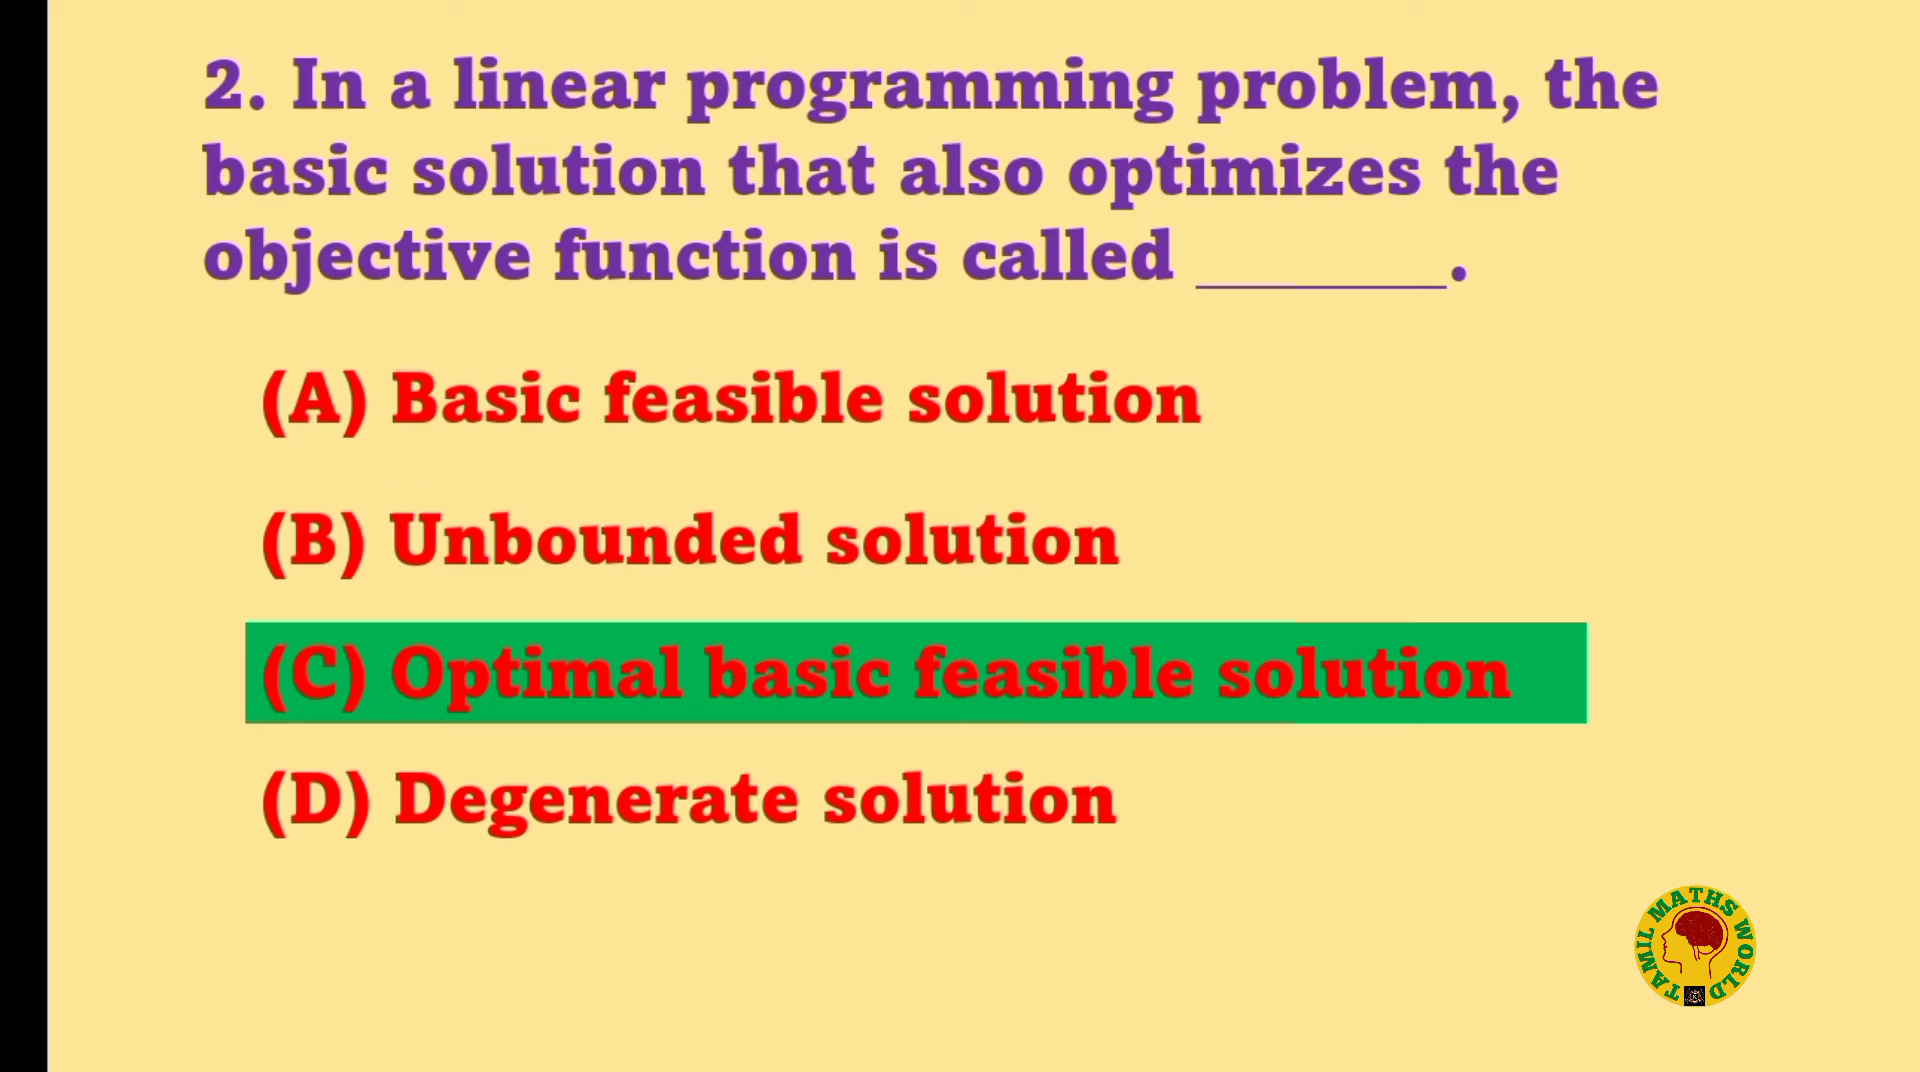 2. In a linear programming problem, the
basic solution that also optimizes the
objective function is called ________.
(A) Basic feasible solution
(B) Unbounded solution
(C) Optimal basic feasible solution
(D) Degenerate solution
TAMIL MATHS WORLD